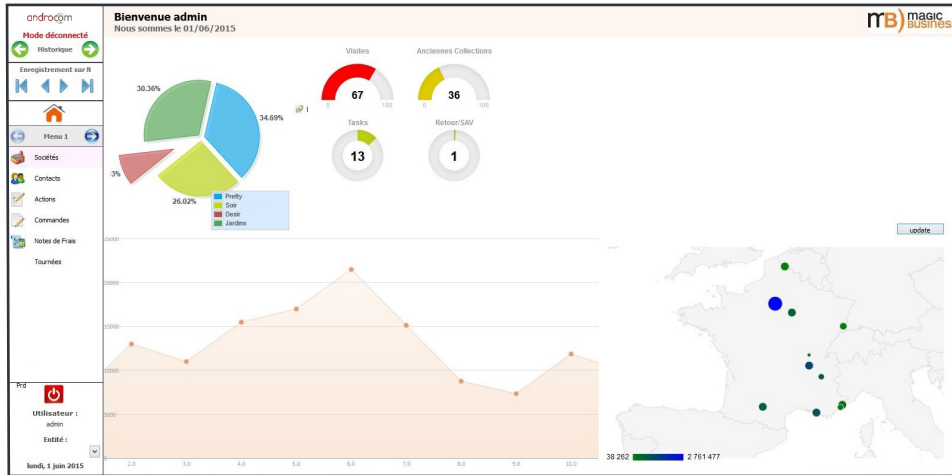 androcom
Mode déconnecté
Historique
Enregistrement sur N
Menu 1
Sociétés
Contacts
Actions
Commandes
Notes de Frais
Tournées
Prd
Utilisateur :
admin
Entité :
lundi, 1 juin 2015
Bienvenue admin
Nous sommes le 01/06/2015
mB) MAGIC BUSINESS
30.36%
34.69%
3%
26.02%
Pretty
Soir
Desir
Jardins
Visites
67
0 100
Anciennes Collections
36
0 100
Tasks
13
Retour/SAV
1
update
25000
20000
15000
10000
5000
2.0 3.0 4.0 5.0 6.0 7.0 8.0 9.0 10.0
38 262 2 761 477